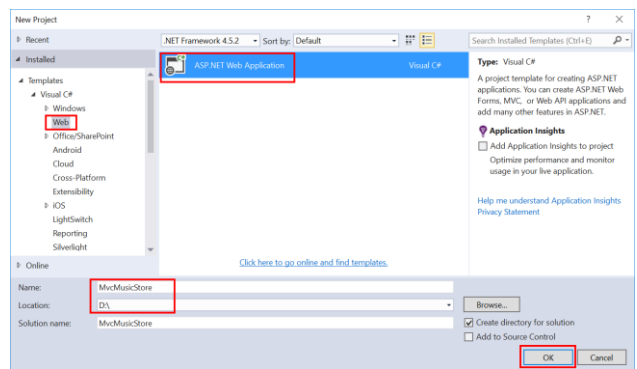 New Project
? ×
Recent
.NET Framework 4.5.2
Sort by: Default
Search Installed Templates (Ctrl+E)
Installed
Templates
Visual C#
Windows
Web
Office/SharePoint
Android
Cloud
Cross-Platform
Extensibility
iOS
LightSwitch
Reporting
Silverlight
Online
ASP.NET Web Application Visual C#
Click here to go online and find templates.
Type: Visual C#
A project template for creating ASP.NET
applications. You can create ASP.NET Web
Forms, MVC, or Web API applications and
add many other features in ASP.NET.
Application Insights
Add Application Insights to project
Optimize performance and monitor
usage in your live application.
Help me understand Application Insights
Privacy Statement
Name: MvcMusicStore
Location: D:\
Browse...
Solution name: MvcMusicStore
Create directory for solution
Add to Source Control
OK Cancel